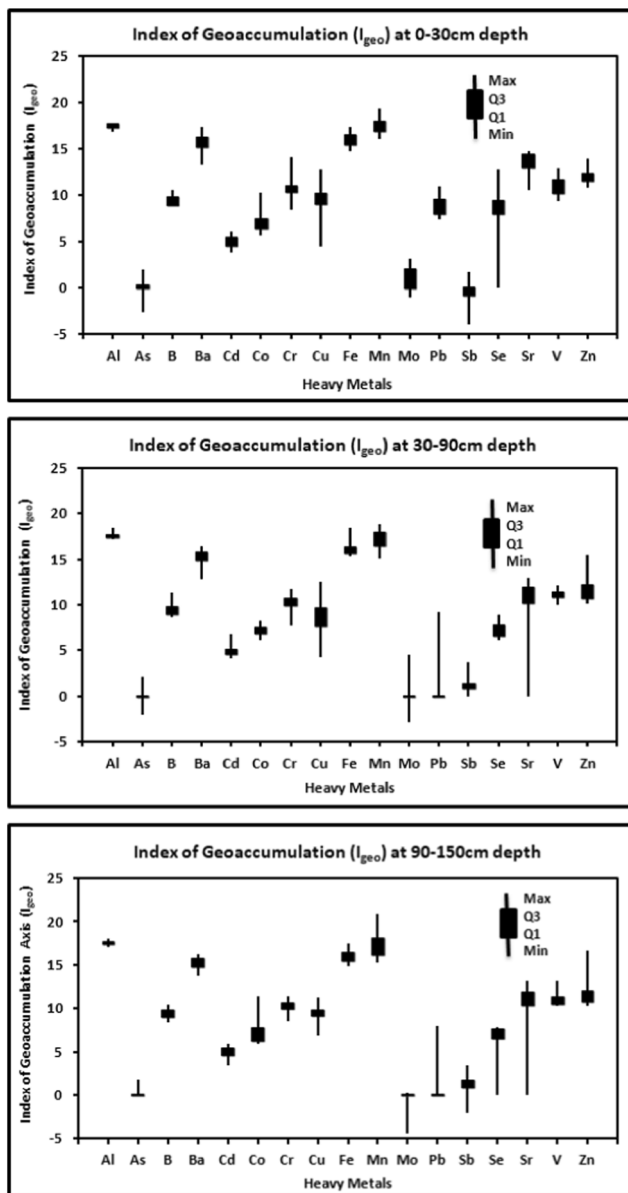 Index of Geoaccumulation (Igeo) at 0-30cm depth
Index of Geoaccumulation (Igeo)
25
20
15
10
5
0
-5
Max
Q3
Q1
Min
Al As B Ba Cd Co Cr Cu Fe Mn Mo Pb Sb Se Sr V Zn
Heavy Metals
Index of Geoaccumulation (Igeo) at 30-90cm depth
Index of Geoaccumulation (Igeo)
25
20
15
10
5
0
-5
Max
Q3
Q1
Min
Al As B Ba Cd Co Cr Cu Fe Mn Mo Pb Sb Se Sr V Zn
Heavy Metals
Index of Geoaccumulation (Igeo) at 90-150cm depth
Index of Geoaccumulation Axis (Igeo)
25
20
15
10
5
0
-5
Max
Q3
Q1
Min
Al As B Ba Cd Co Cr Cu Fe Mn Mo Pb Sb Se Sr V Zn
Heavy Metals